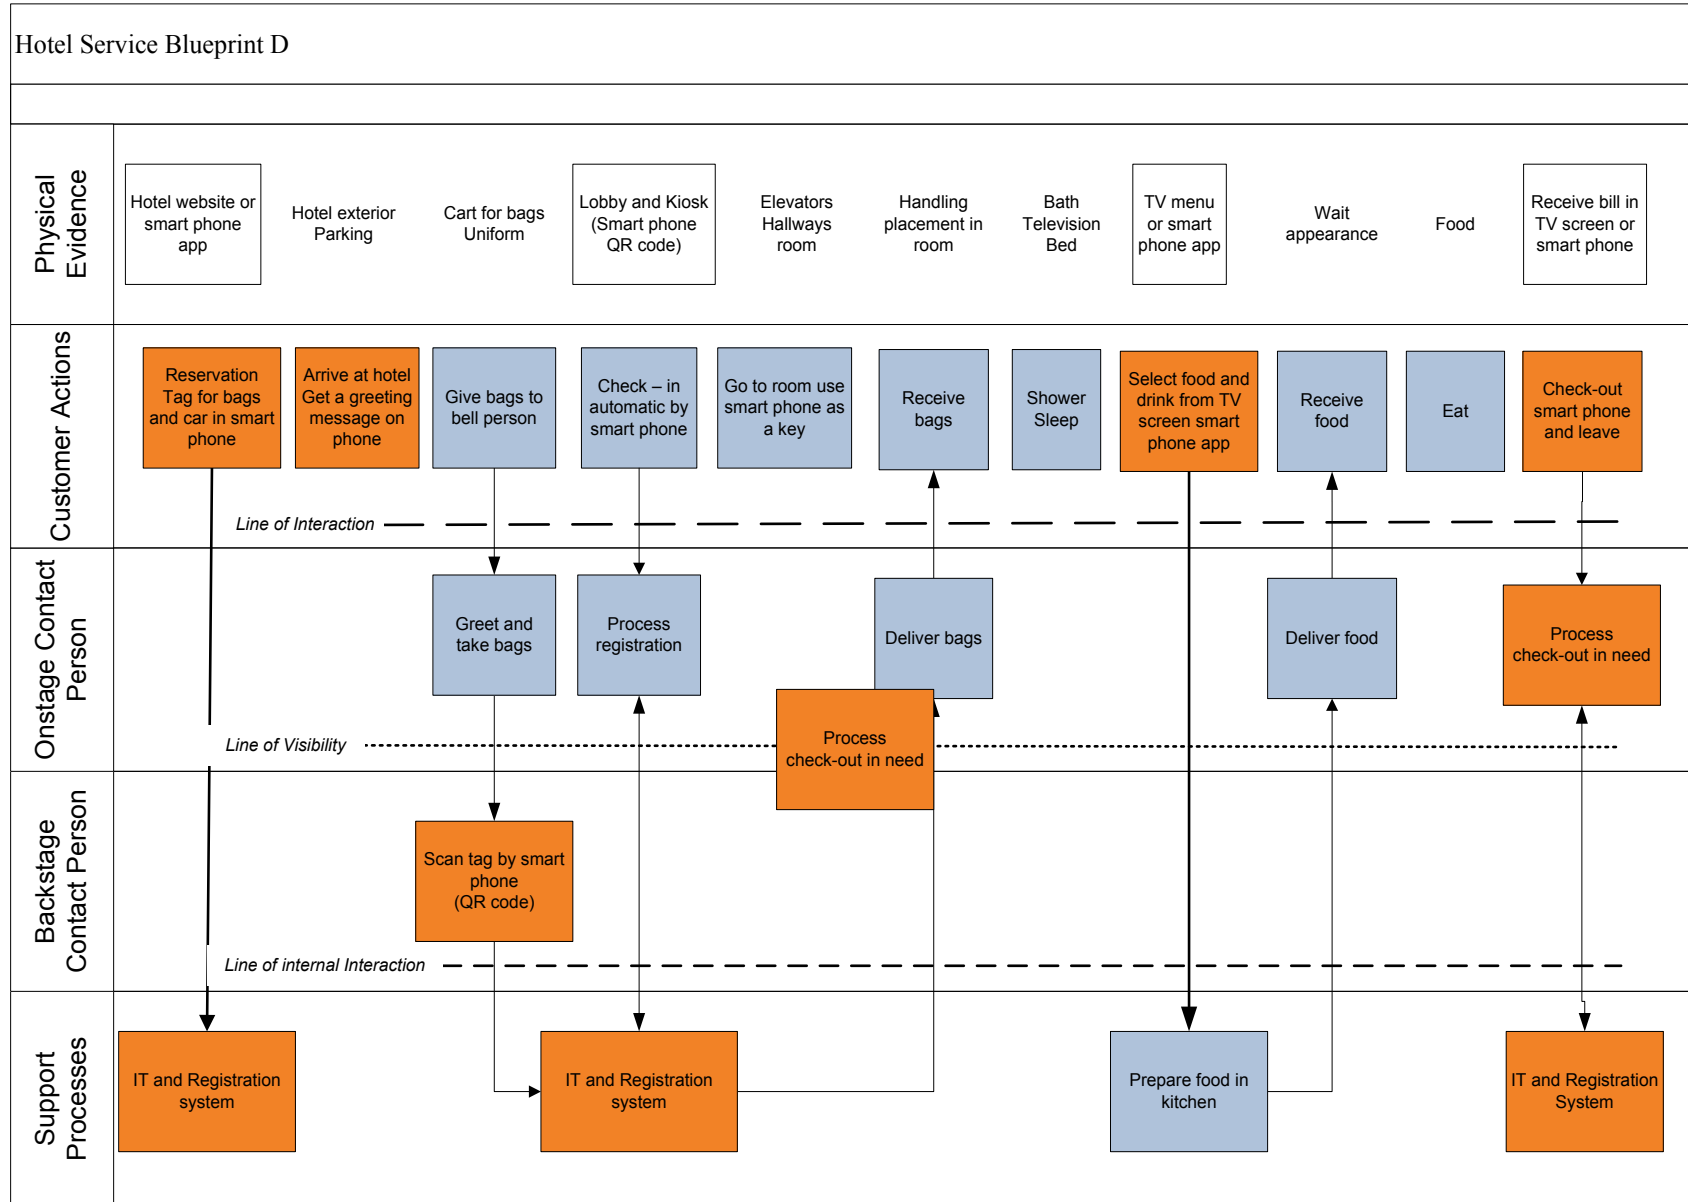 Hotel Service Blueprint D
Physical
Evidence
Hotel website or
smart phone
app
Hotel exterior
Parking
Cart for bags
Uniform
Lobby and Kiosk
(Smart phone
QR code)
Elevators
Hallways
room
Handling
placement in
room
Bath
Television
Bed
TV menu
or smart
phone app
Wait
appearance
Food
Receive bill in
TV screen or
smart phone
Customer Actions
Reservation
Tag for bags
and car in smart
phone
Arrive at hotel
Get a greeting
message on
phone
Give bags to
bell person
Check – in
automatic by
smart phone
Go to room use
smart phone as
a key
Receive
bags
Shower
Sleep
Select food and
drink from TV
screen smart
phone app
Receive
food
Eat
Check-out
smart phone
and leave
Line of Interaction
Onstage Contact
Person
Greet and
take bags
Process
registration
Deliver bags
Deliver food
Process
check-out in need
Process
check-out in need
Line of Visibility
Backstage
Contact Person
Scan tag by smart
phone
(QR code)
Line of internal Interaction
Support
Processes
IT and Registration
system
IT and Registration
system
Prepare food in
kitchen
IT and Registration
System